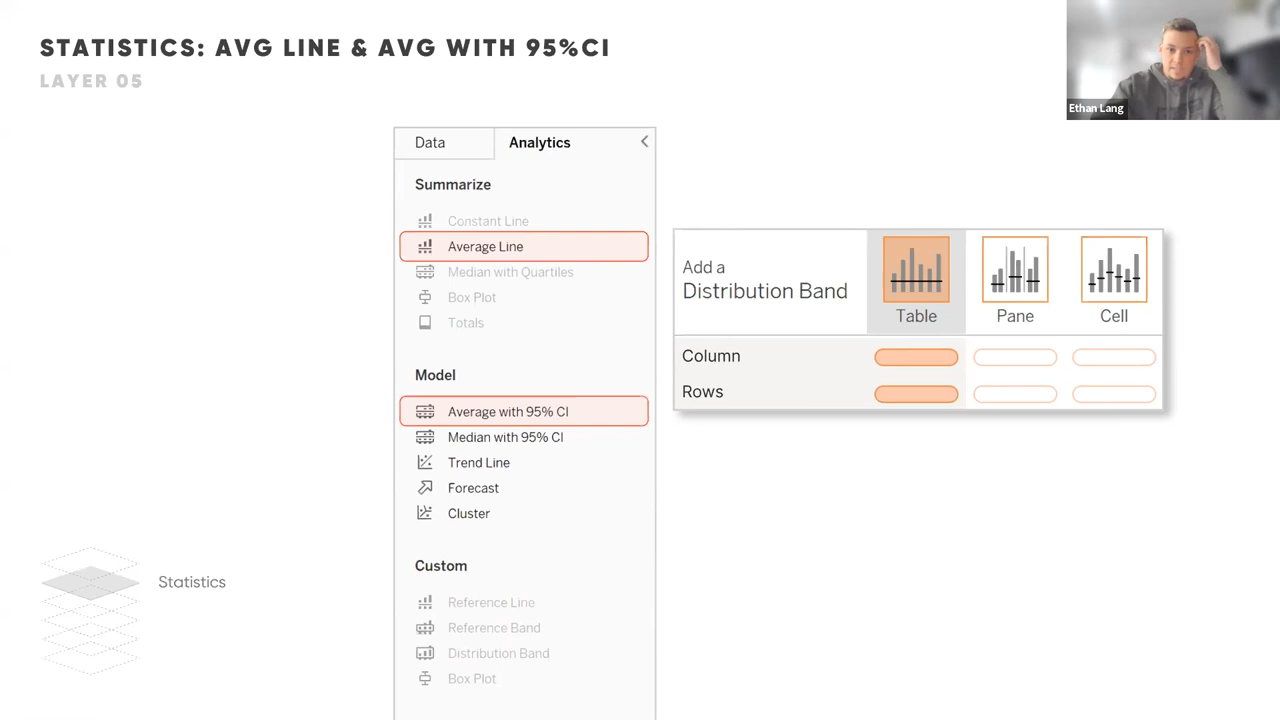 STATISTICS: AVG LINE & AVG WITH 95%CI
LAYER 05
Ethan Lang
Data
Analytics
Summarize
Constant Line
Average Line
Median with Quartiles
Box Plot
Totals
Model
Average with 95% CI
Median with 95% CI
Trend Line
Forecast
Cluster
Custom
Reference Line
Reference Band
Distribution Band
Box Plot
Add a
Distribution Band
Table
Pane
Cell
Column
Rows
Statistics